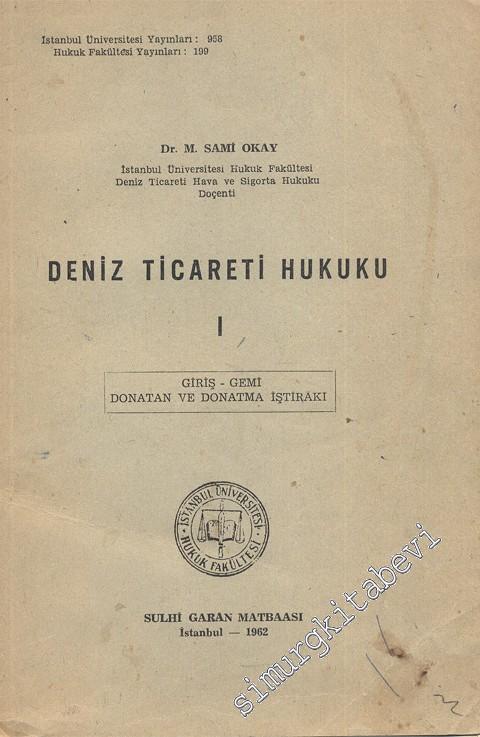 İstanbul Üniversitesi Yayınları : 958
Hukuk Fakültesi Yayınları : 199
Dr. M. SAMİ OKAY
İstanbul Üniversitesi Hukuk Fakültesi
Deniz Ticareti Hava ve Sigorta Hukuku
Doçenti
DENİZ TİCARETİ HUKUKU
I
GİRİŞ - GEMİ
DONATAN VE DONATMA İŞTİRAKI
İSTANBUL ÜNİVERSİTESİ
HUKUK FAKÜLTESİ
SULHİ GARAN MATBAASI
İstanbul — 1962
simurgkitabevi